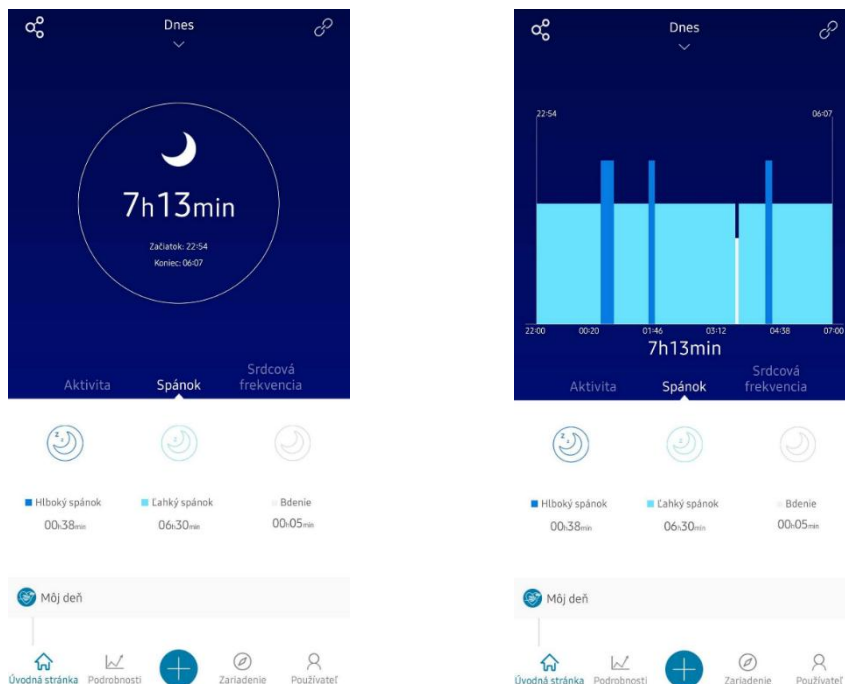 Dnes
7h13min
Začiatok: 22:54
Koniec: 06:07
Aktivita Spánok Srdcová frekvencia
Hlboký spánok Ľahký spánok Bdenie
00h38min 06h30min 00h05min
Môj deň
Úvodná stránka Podrobnosti Zariadenie Používateľ
Dnes
22:54 06:07
22:00 00:20 01:46 03:12 04:38 07:00
7h13min
Aktivita Spánok Srdcová frekvencia
Hlboký spánok Ľahký spánok Bdenie
00h38min 06h30min 00h05min
Môj deň
Úvodná stránka Podrobnosti Zariadenie Používateľ